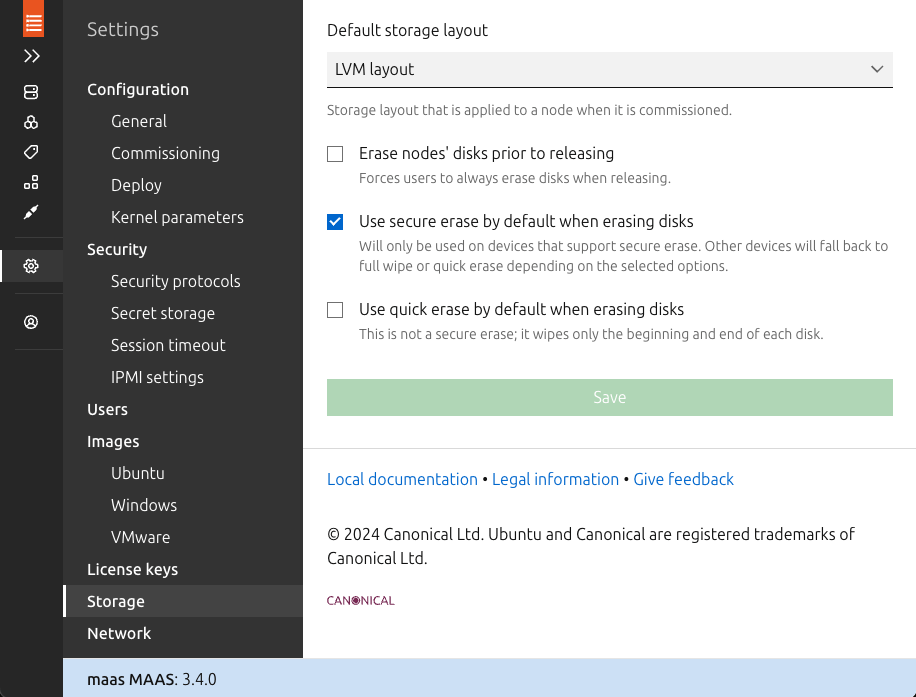 Settings
Configuration
General
Commissioning
Deploy
Kernel parameters
Security
Security protocols
Secret storage
Session timeout
IPMI settings
Users
Images
Ubuntu
Windows
VMware
License keys
Storage
Network
Default storage layout
LVM layout
Storage layout that is applied to a node when it is commissioned.
Erase nodes' disks prior to releasing
Forces users to always erase disks when releasing.
Use secure erase by default when erasing disks
Will only be used on devices that support secure erase. Other devices will fall back to
full wipe or quick erase depending on the selected options.
Use quick erase by default when erasing disks
This is not a secure erase; it wipes only the beginning and end of each disk.
Save
Local documentation • Legal information • Give feedback
© 2024 Canonical Ltd. Ubuntu and Canonical are registered trademarks of
Canonical Ltd.
CANONICAL
maas MAAS: 3.4.0